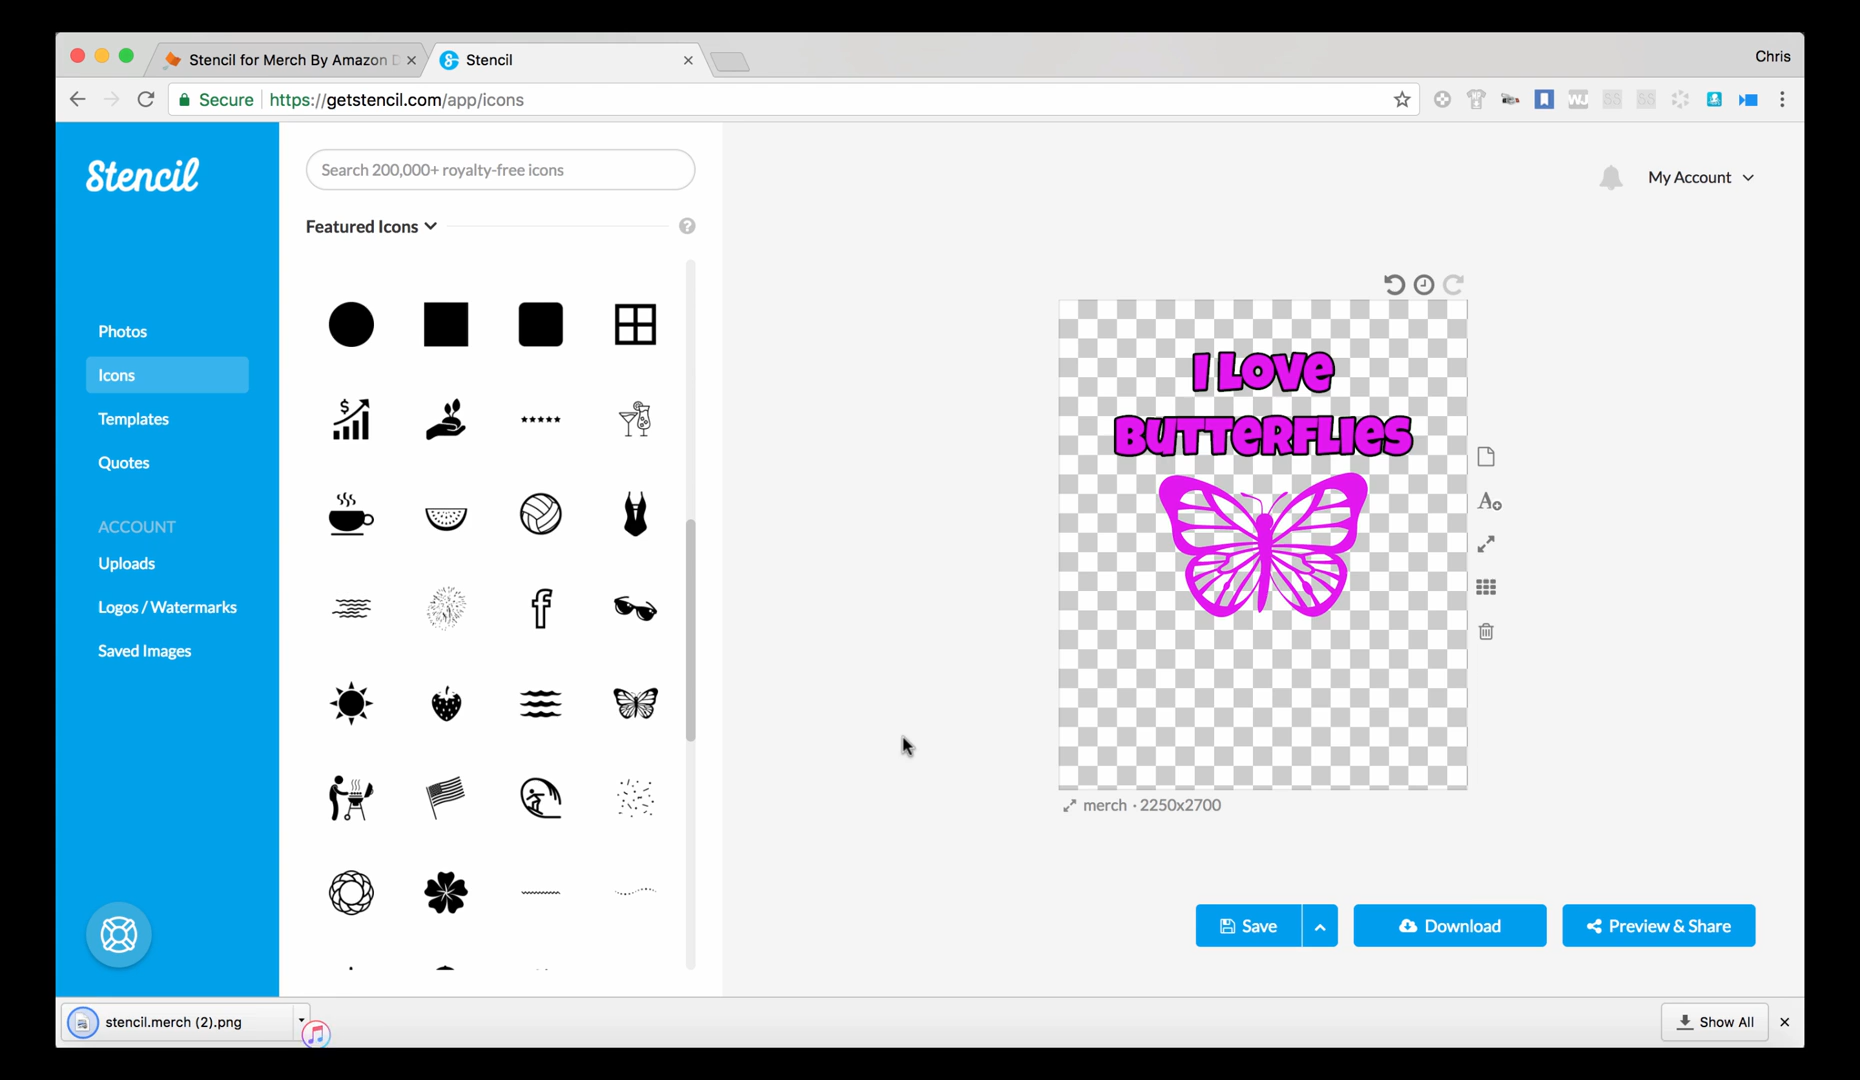 Stencil for Merch By Amazon D
Stencil
Chris
Secure https://getstencil.com/app/icons
Stencil
Search 200,000+ royalty-free icons
My Account
Featured Icons
Photos
Icons
Templates
Quotes
ACCOUNT
Uploads
Logos / Watermarks
Saved Images
I LOVE
BUTTERFLIES
merch · 2250x2700
Save
Download
Preview & Share
stencil.merch (2).png
Show All